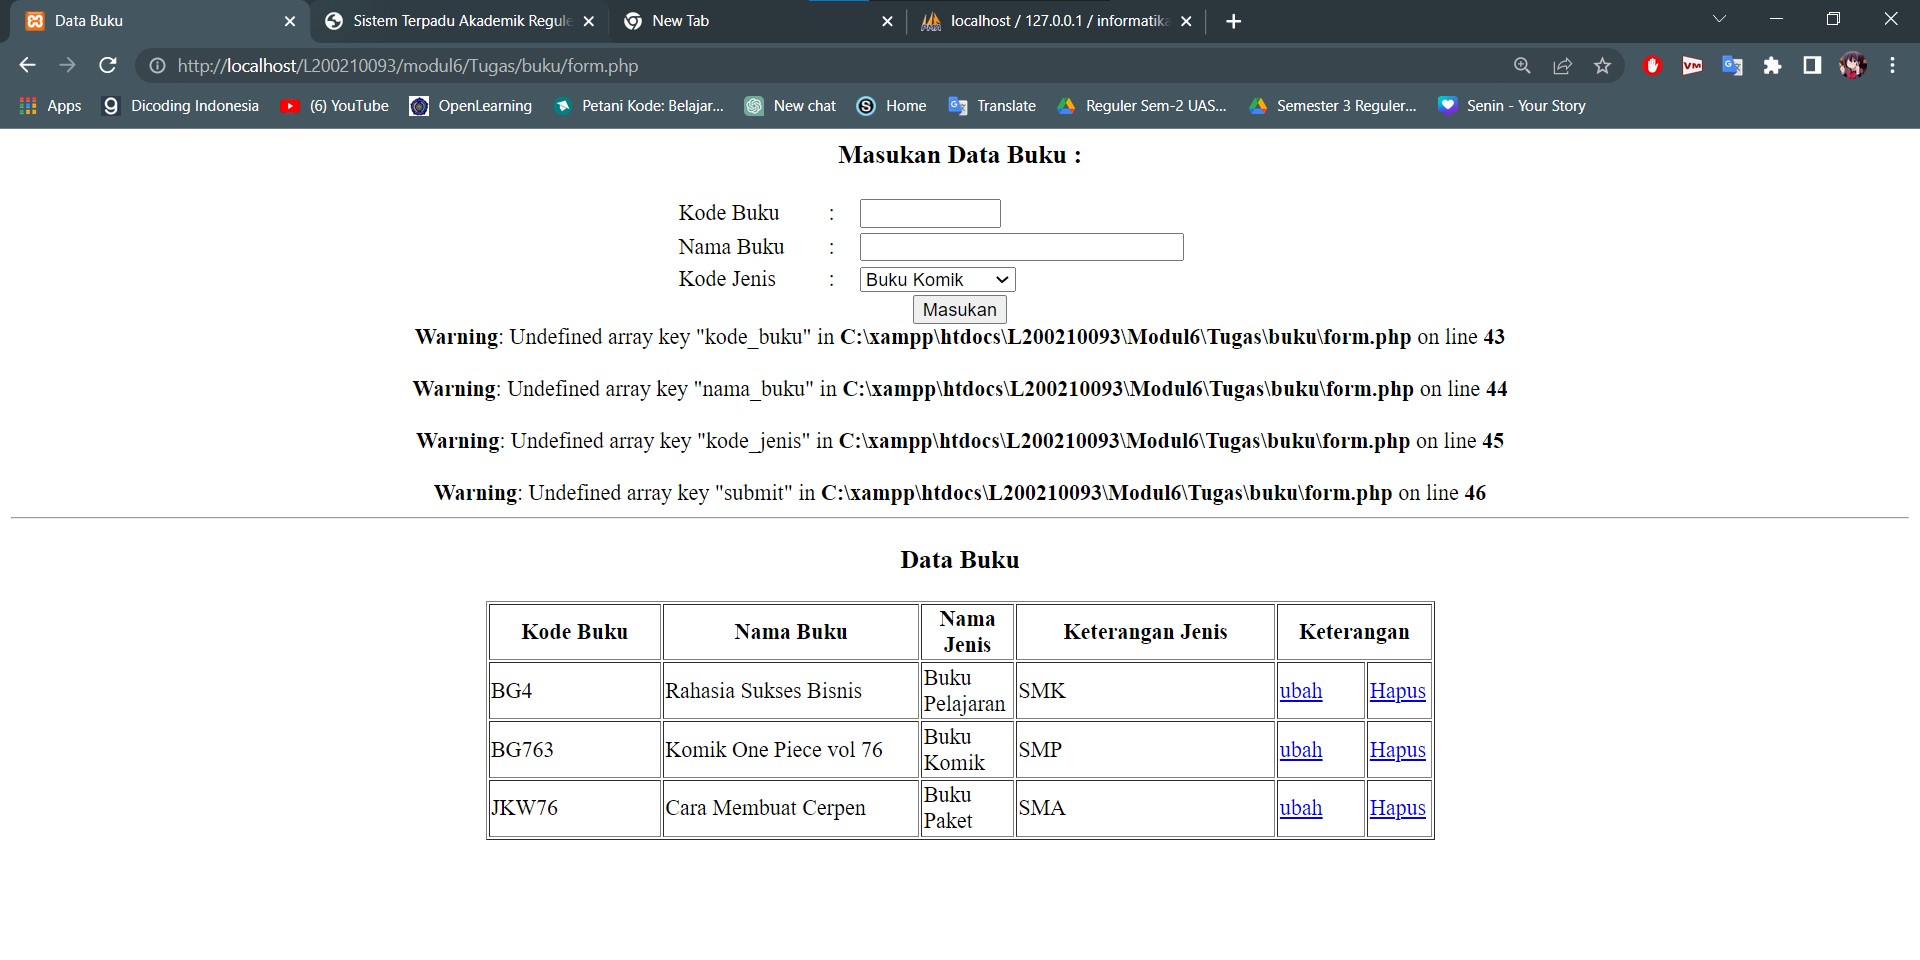 Data Buku
Sistem Terpadu Akademik Regule
New Tab
localhost / 127.0.0.1 / informatika
http://localhost/L200210093/modul6/Tugas/buku/form.php
Apps
Dicoding Indonesia
(6) YouTube
OpenLearning
Petani Kode: Belajar...
New chat
Home
Translate
Reguler Sem-2 UAS...
Semester 3 Reguler...
Senin - Your Story
Masukan Data Buku :
Kode Buku :
Nama Buku :
Kode Jenis : Buku Komik
Masukan
Warning: Undefined array key "kode_buku" in C:\xampp\htdocs\L200210093\Modul6\Tugas\buku\form.php on line 43
Warning: Undefined array key "nama_buku" in C:\xampp\htdocs\L200210093\Modul6\Tugas\buku\form.php on line 44
Warning: Undefined array key "kode_jenis" in C:\xampp\htdocs\L200210093\Modul6\Tugas\buku\form.php on line 45
Warning: Undefined array key "submit" in C:\xampp\htdocs\L200210093\Modul6\Tugas\buku\form.php on line 46
Data Buku
Kode Buku
Nama Buku
Nama
Jenis
Keterangan Jenis
Keterangan
BG4
Rahasia Sukses Bisnis
Buku
Pelajaran
SMK
ubah
Hapus
BG763
Komik One Piece vol 76
Buku
Komik
SMP
ubah
Hapus
JKW76
Cara Membuat Cerpen
Buku
Paket
SMA
ubah
Hapus